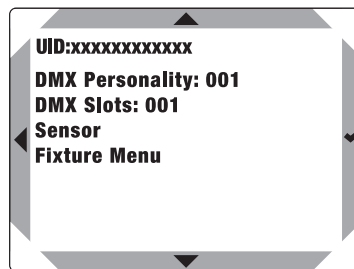 UID:xxxxxxxxxxxx
DMX Personality: 001
DMX Slots: 001
Sensor
Fixture Menu